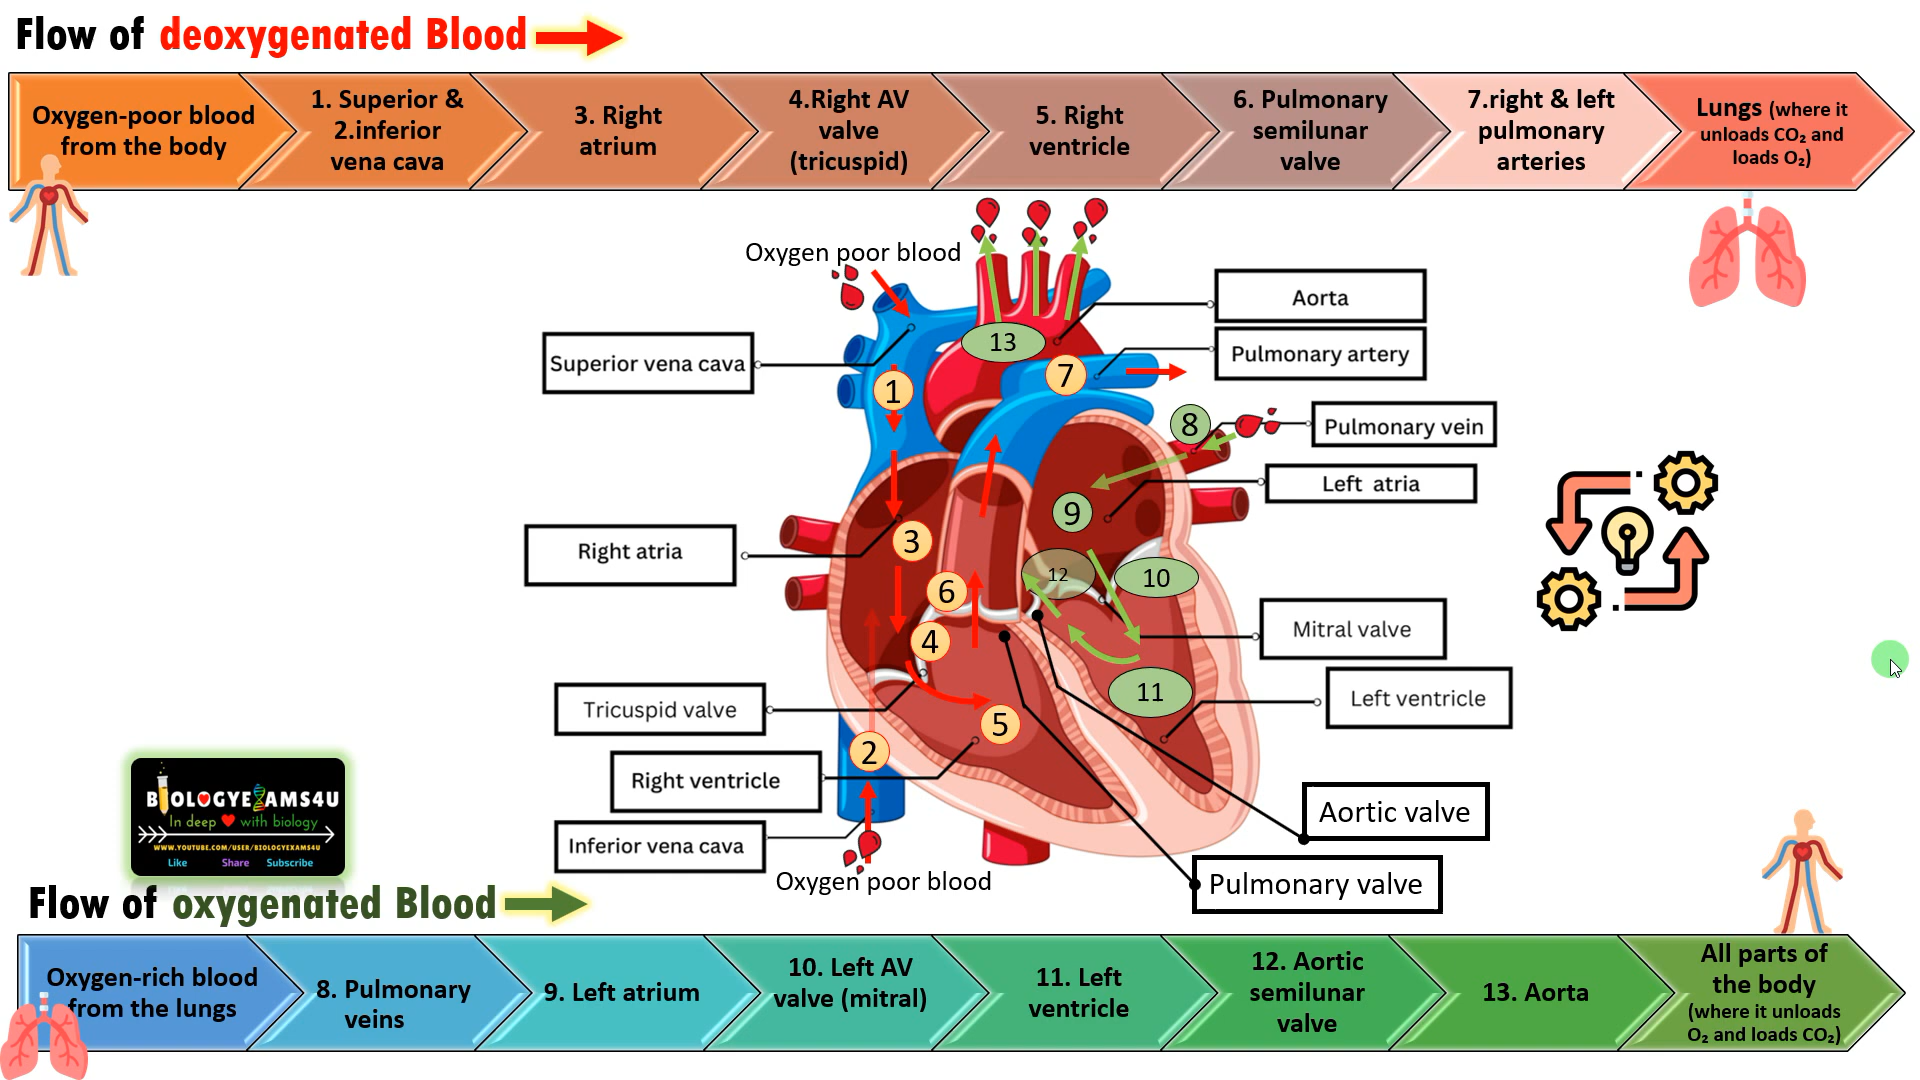 Flow of deoxygenated Blood
Oxygen-poor blood
from the body
1. Superior &
2.inferior
vena cava
3. Right
atrium
4.Right AV
valve
(tricuspid)
5. Right
ventricle
6. Pulmonary
semilunar
valve
7.right & left
pulmonary
arteries
Lungs (where it
unloads CO₂ and
loads O₂)
Oxygen poor blood
Aorta
Pulmonary artery
Superior vena cava
Pulmonary vein
Left  atria
Right atria
Mitral valve
Left ventricle
Tricuspid valve
Right ventricle
Inferior vena cava
Aortic valve
Pulmonary valve
Oxygen poor blood
13
7
1
8
9
3
12
10
6
4
11
5
2
BIOLOGYEXAMS4U
In deep with biology
WWW.YOUTUBE.COM/USER/BIOLOGYEXAMS4U
Like Share Subscribe
Flow of oxygenated Blood
Oxygen-rich blood
from the lungs
8. Pulmonary
veins
9. Left atrium
10. Left AV
valve (mitral)
11. Left
ventricle
12. Aortic
semilunar
valve
13. Aorta
All parts of
the body
(where it unloads
O₂ and loads CO₂)